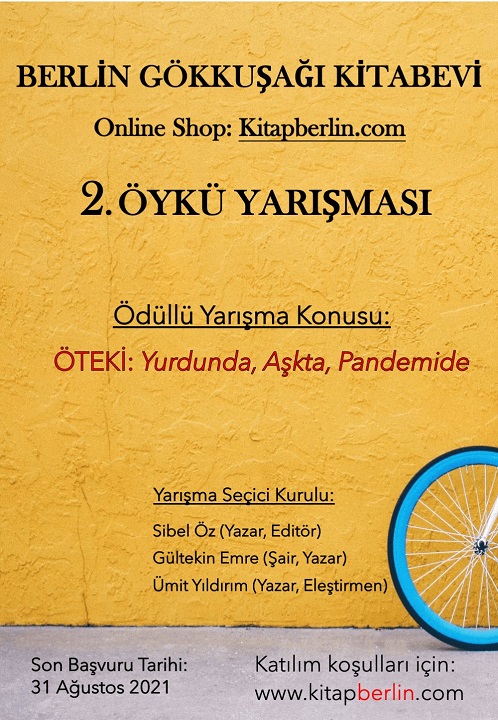 BERLİN GÖKKUŞAĞI KİTABEVİ
Online Shop: Kitapberlin.com
2. ÖYKÜ YARIŞMASI
Ödüllü Yarışma Konusu:
ÖTEKİ: Yurdunda, Aşkta, Pandemide
Yarışma Seçici Kurulu:
Sibel Öz (Yazar, Editör)
Gültekin Emre (Şair, Yazar)
Ümit Yıldırım (Yazar, Eleştirmen)
Son Başvuru Tarihi:
31 Ağustos 2021
Katılım koşulları için:
www.kitapberlin.com